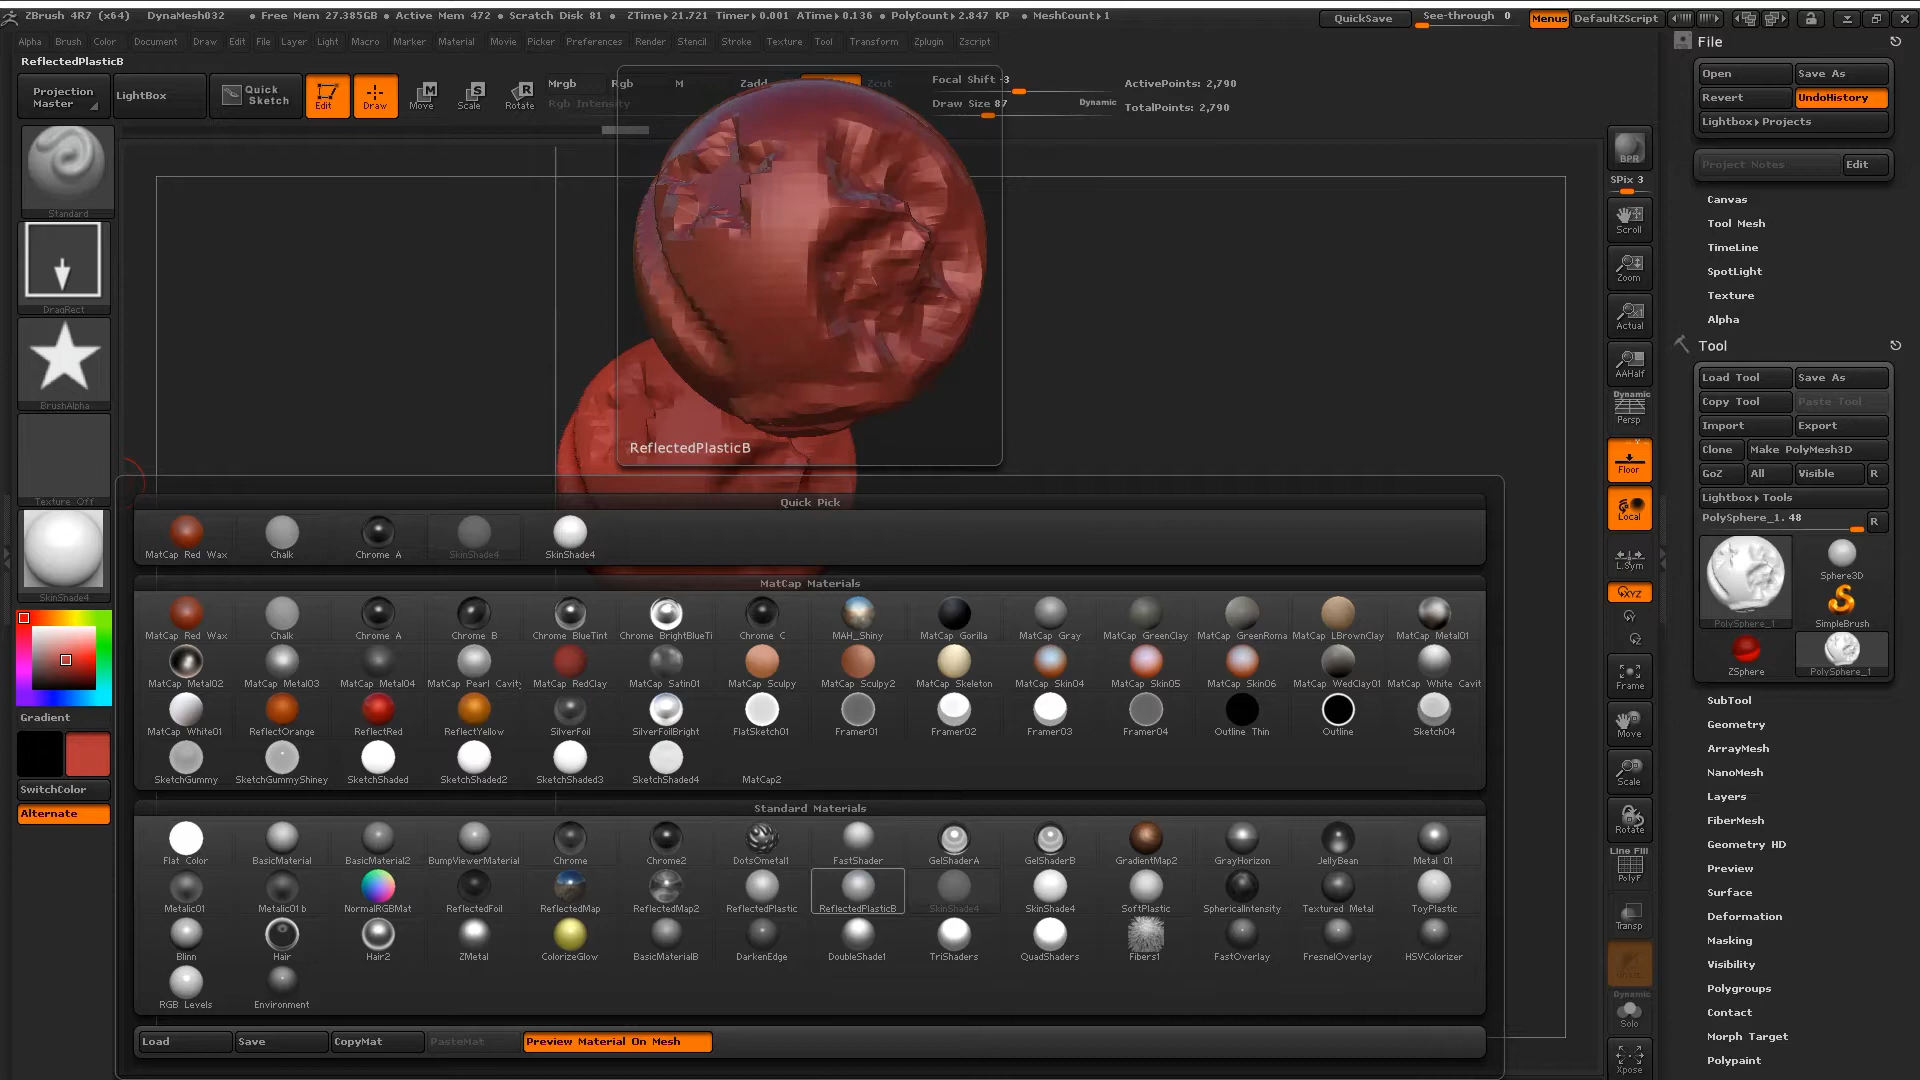 ZBrush 4R7 (x64) DynaMesh032 • Free Mem 27.385GB • Active Mem 472 • Scratch Disk 81 • ZTime▸21.721 Timer▸0.001 ATime▸0.136 • PolyCount▸2.847 KP • MeshCount▸1 QuickSave See-through 0 Menus DefaultZScript
Alpha Brush Color Document Draw Edit File Layer Light Macro Marker Material Movie Picker Preferences Render Stencil Stroke Texture Tool Transform Zplugin Zscript
ReflectedPlasticB
Projection Master LightBox Quick Sketch Edit Draw Move Scale Rotate
Mrgb Rgb M Zadd Zcut
Rgb Intensity
Focal Shift -3
Draw Size 87 Dynamic
ActivePoints: 2,790
TotalPoints: 2,790
Standard
DragRect
BrushAlpha
Texture Off
SkinShade4
Gradient
SwitchColor
Alternate
ReflectedPlasticB
Quick Pick
MatCap Red Wax Chalk Chrome A SkinShade4 SkinShade4
MatCap Materials
MatCap Red Wax Chalk Chrome A Chrome B Chrome BlueTint Chrome BrightBlueTi Chrome C MAH_Shiny MatCap Gorilla MatCap Gray MatCap GreenClay MatCap GreenRoma MatCap LBrownClay MatCap Metal01
MatCap Metal02 MatCap Metal03 MatCap Metal04 MatCap Pearl Cavity MatCap RedClay MatCap Satin01 MatCap Sculpy MatCap Sculpy2 MatCap Skeleton MatCap Skin04 MatCap Skin05 MatCap Skin06 MatCap WedClay01 MatCap White Cavit
MatCap White01 ReflectOrange ReflectRed ReflectYellow SilverFoil SilverFoilBright FlatSketch01 Framer01 Framer02 Framer03 Framer04 Outline Thin Outline Sketch04
SketchGummy SketchGummyShiney SketchShaded SketchShaded2 SketchShaded3 SketchShaded4 MatCap2
Standard Materials
Flat Color BasicMaterial BasicMaterial2 BumpViewerMaterial Chrome Chrome2 DotsOmetal1 FastShader GelShaderA GelShaderB GradientMap2 GrayHorizon JellyBean Metal 01
Metalic01 Metalic01 b NormalRGBMat ReflectedFoil ReflectedMap ReflectedMap2 ReflectedPlastic ReflectedPlasticB SkinShade4 SkinShade4 SoftPlastic SphericalIntensity Textured Metal ToyPlastic
Blinn Hair Hair2 ZMetal ColorizeGlow BasicMaterialB DarkenEdge DoubleShade1 TriShaders QuadShaders Fibers1 FastOverlay FresnelOverlay HSVColorizer
RGB Levels Environment
Load Save CopyMat PasteMat Preview Material On Mesh
BPR
SPix 3
Scroll
Zoom
Actual
AAHalf
Dynamic
Persp
Floor
Local
L.Sym
XYZ
Frame
Move
Scale
Rotate
Line Fill
PolyF
Transp
Dynamic
Solo
Xpose
File
Open Save As
Revert UndoHistory
Lightbox▸Projects
Project Notes Edit
Canvas
Tool Mesh
TimeLine
SpotLight
Texture
Alpha
Tool
Load Tool Save As
Copy Tool Paste Tool
Import Export
Clone Make PolyMesh3D
GoZ All Visible R
Lightbox▸Tools
PolySphere_1. 48 R
PolySphere_1 Sphere3D
SimpleBrush
ZSphere PolySphere_1
SubTool
Geometry
ArrayMesh
NanoMesh
Layers
FiberMesh
Geometry HD
Preview
Surface
Deformation
Masking
Visibility
Polygroups
Contact
Morph Target
Polypaint